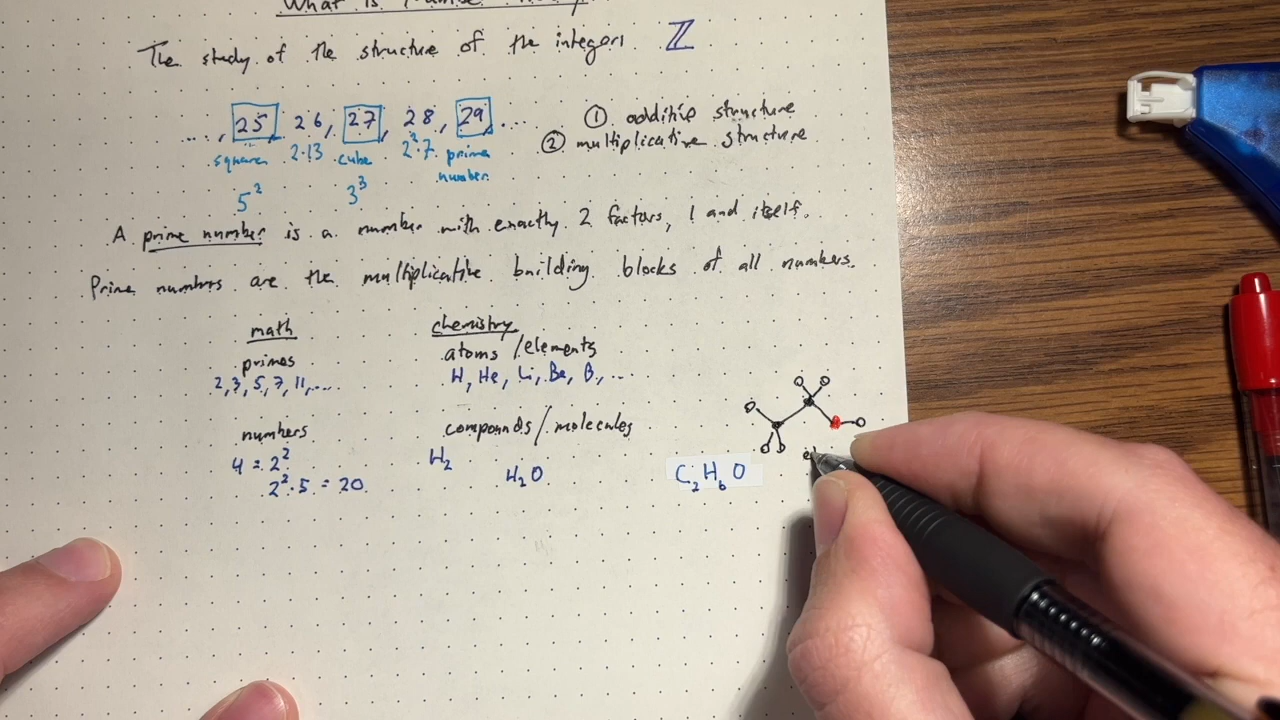 What is
The study of the structure of the integers ℤ
..., 25, 26, 27, 28, 29, ...
square 2·13 cube 2²·7 prime number
5² 3³
① additive structure
② multiplicative structure
A prime number is a number with exactly 2 factors, 1 and itself.
Prime numbers are the multiplicative building blocks of all numbers.
math
primes
2, 3, 5, 7, 11, ...
numbers
4 = 2²
2²·5 = 20
chemistry
atoms/elements
H, He, Li, Be, B, ...
compounds/molecules
H₂ H₂O C₂H₆O